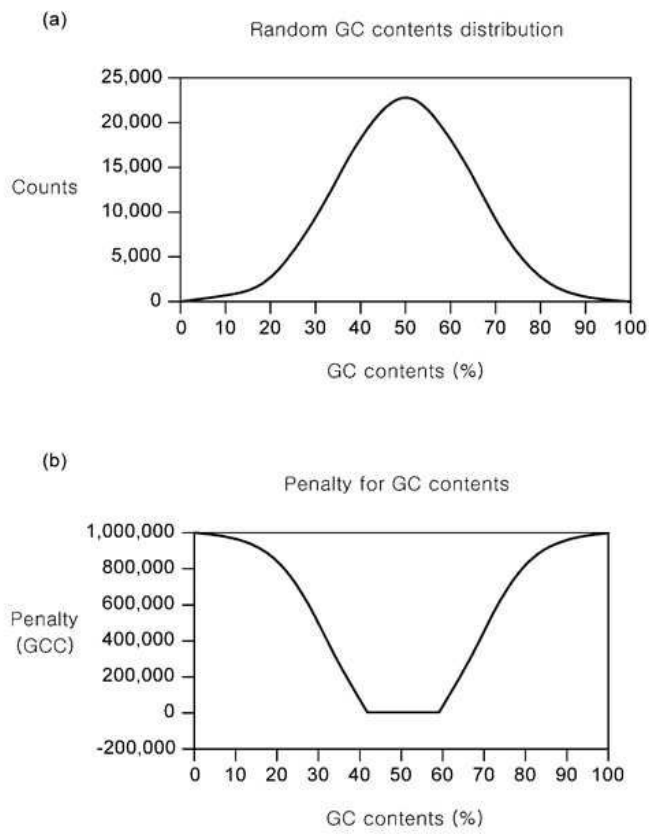 (a)
Random GC contents distribution
25,000
20,000
15,000
10,000
5,000
0
Counts
0 10 20 30 40 50 60 70 80 90 100
GC contents (%)
(b)
Penalty for GC contents
1,000,000
800,000
600,000
400,000
200,000
0
-200,000
Penalty
(GCC)
0 10 20 30 40 50 60 70 80 90 100
GC contents (%)